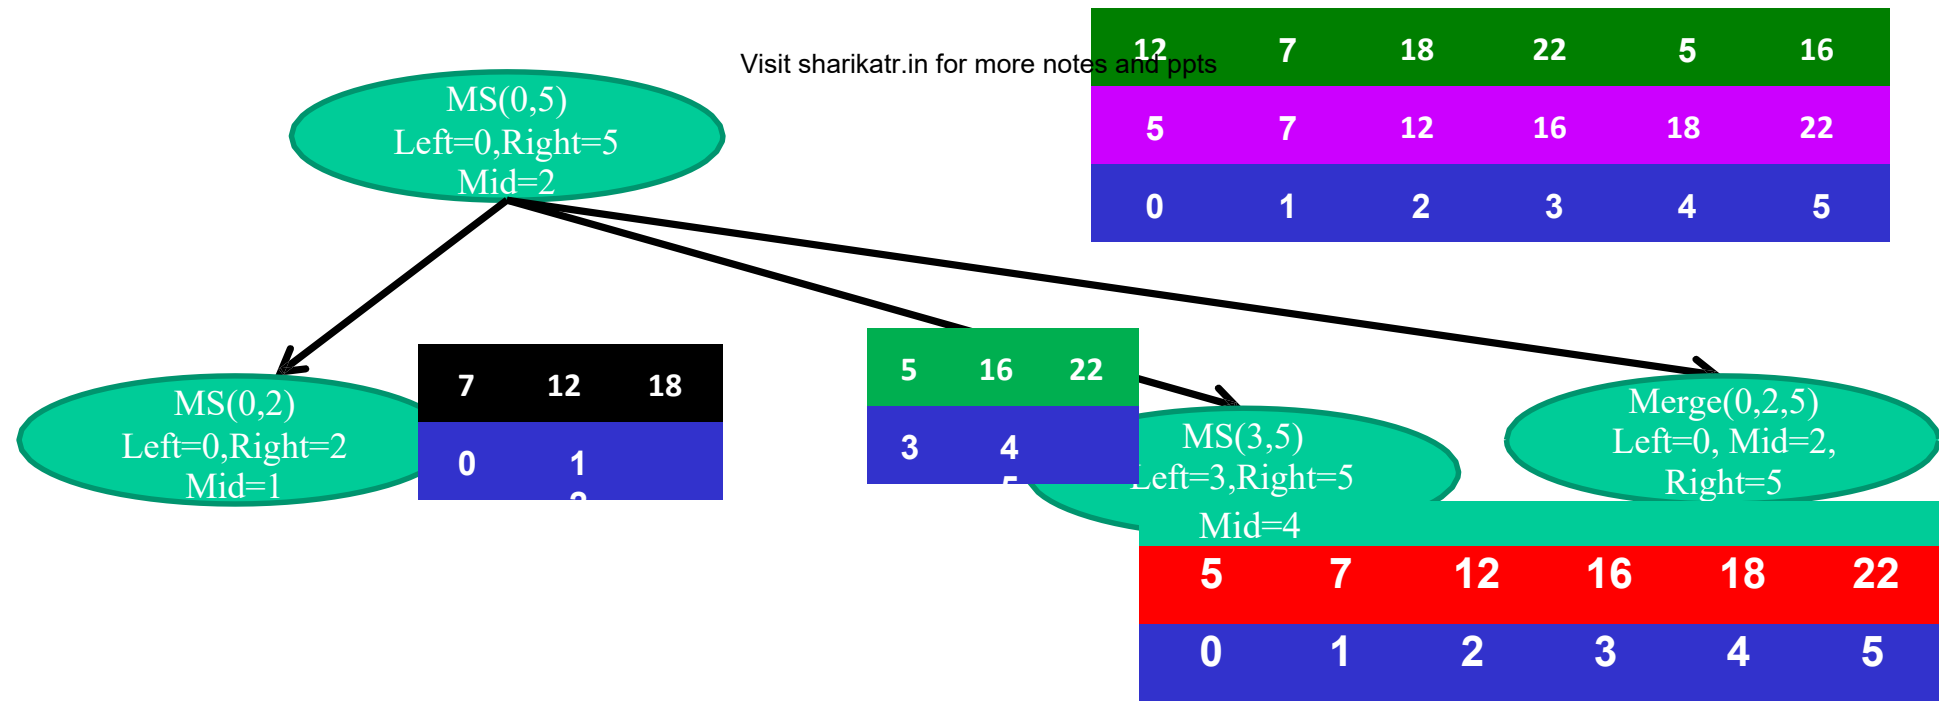 Visit sharikatr.in for more notes and ppts
12 7 18 22 5 16
5 7 12 16 18 22
0 1 2 3 4 5
MS(0,5)
Left=0,Right=5
Mid=2
MS(0,2)
Left=0,Right=2
Mid=1
7 12 18
0 1
5 16 22
3 4
MS(3,5)
Left=3,Right=5
Mid=4
Merge(0,2,5)
Left=0, Mid=2,
Right=5
5 7 12 16 18 22
0 1 2 3 4 5